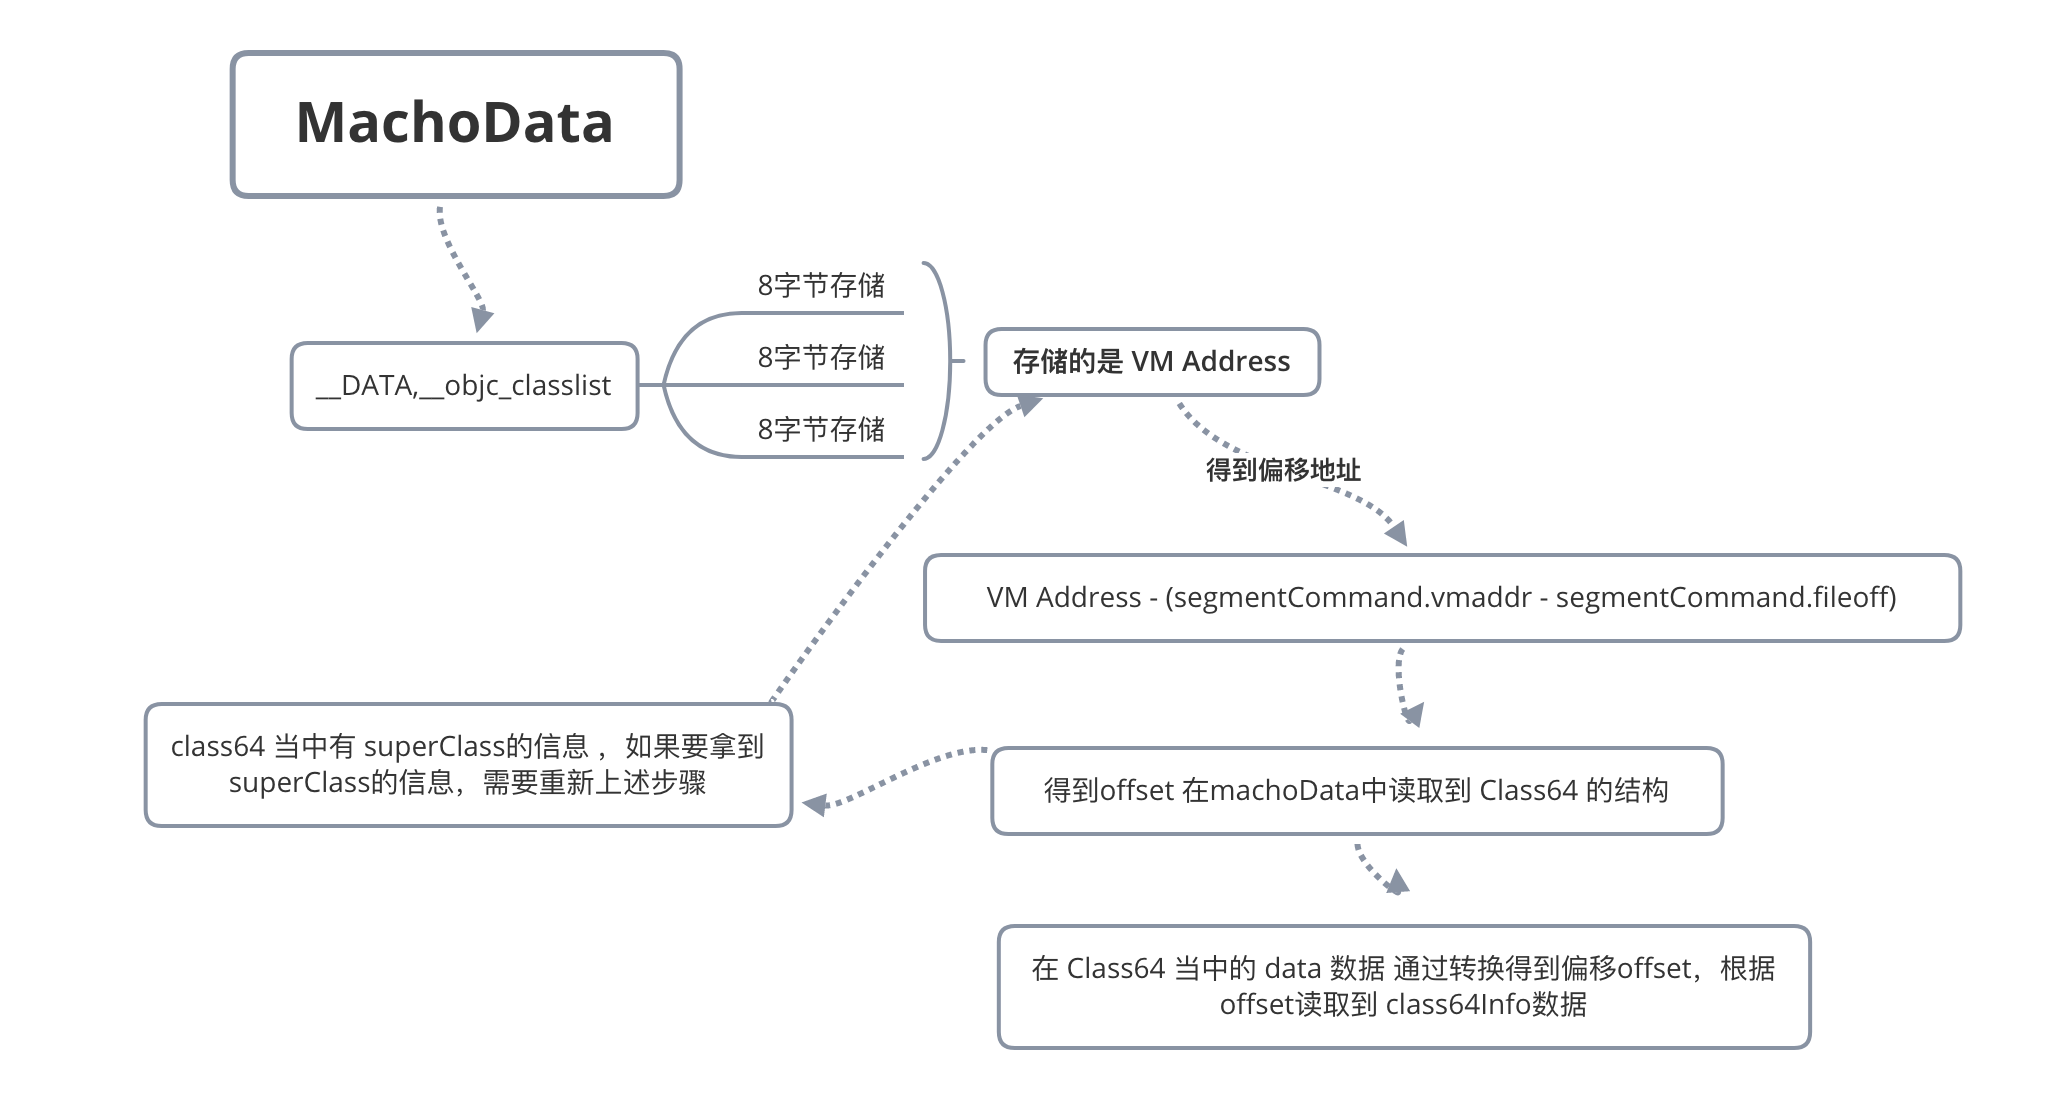 MachoData
__DATA,__objc_classlist
8字节存储
8字节存储
8字节存储
存储的是 VM Address
得到偏移地址
VM Address - (segmentCommand.vmaddr - segmentCommand.fileoff)
得到offset 在machoData中读取到 Class64 的结构
class64 当中有 superClass的信息 ，如果要拿到
superClass的信息，需要重新上述步骤
在 Class64 当中的 data 数据 通过转换得到偏移offset，根据
offset读取到 class64Info数据